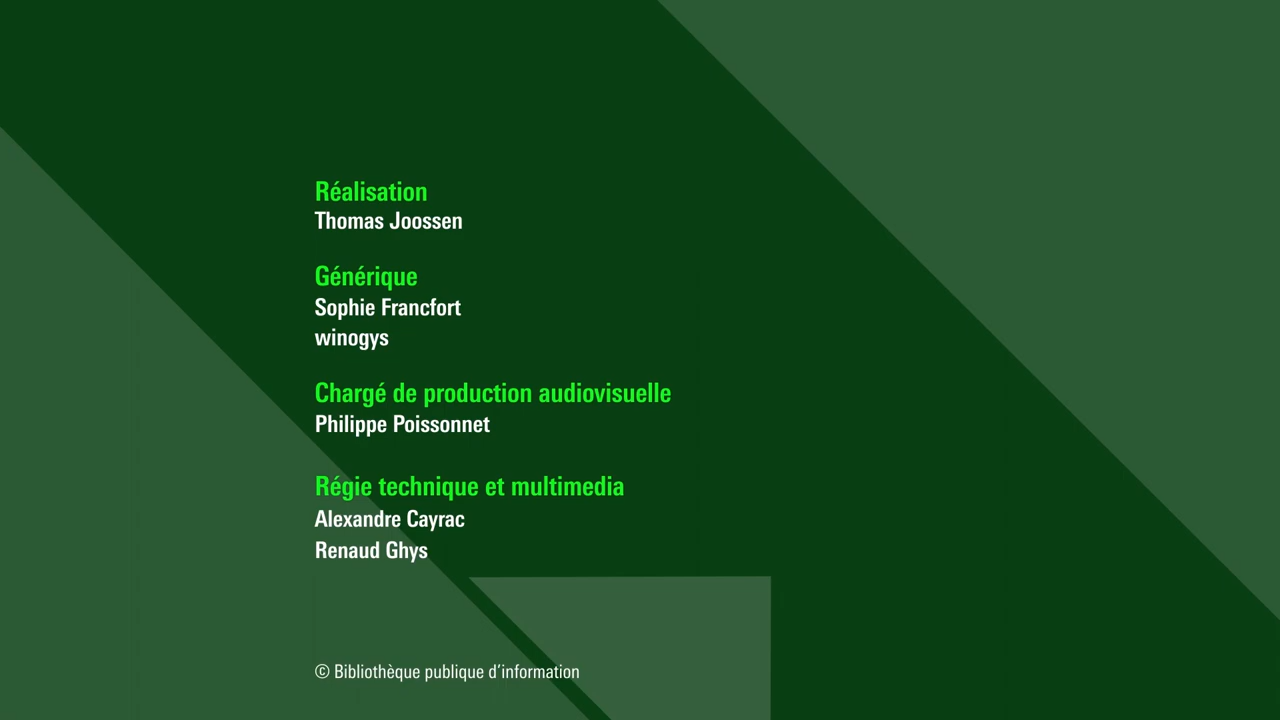 Réalisation
Thomas Joossen
Générique
Sophie Francfort
winogys
Chargé de production audiovisuelle
Philippe Poissonnet
Régie technique et multimedia
Alexandre Cayrac
Renaud Ghys
© Bibliothèque publique d’information